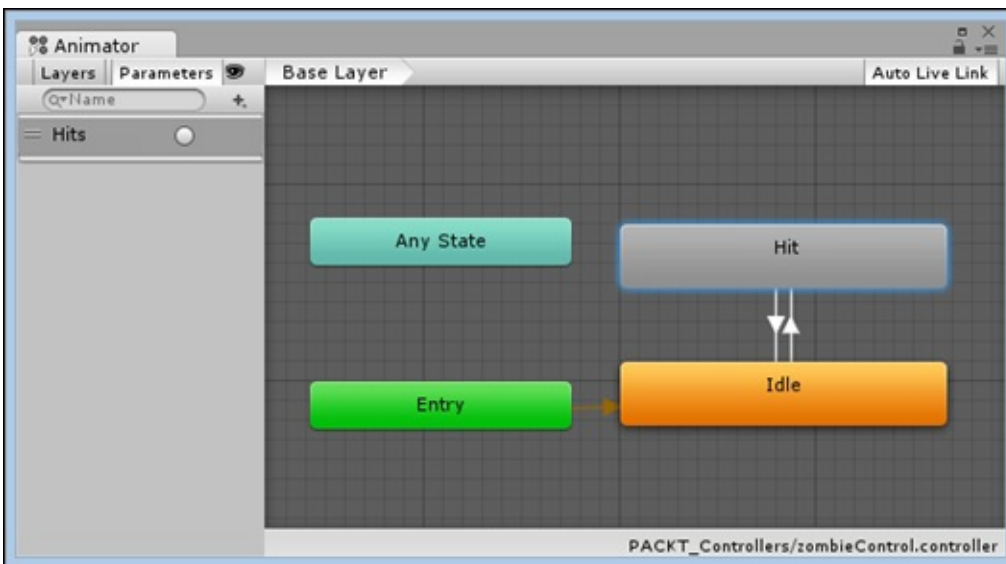 Animator
Layers Parameters
Base Layer
Auto Live Link
Name
Hits
Any State
Hit
Entry
Idle
PACKT_Controllers/zombieControl.controller